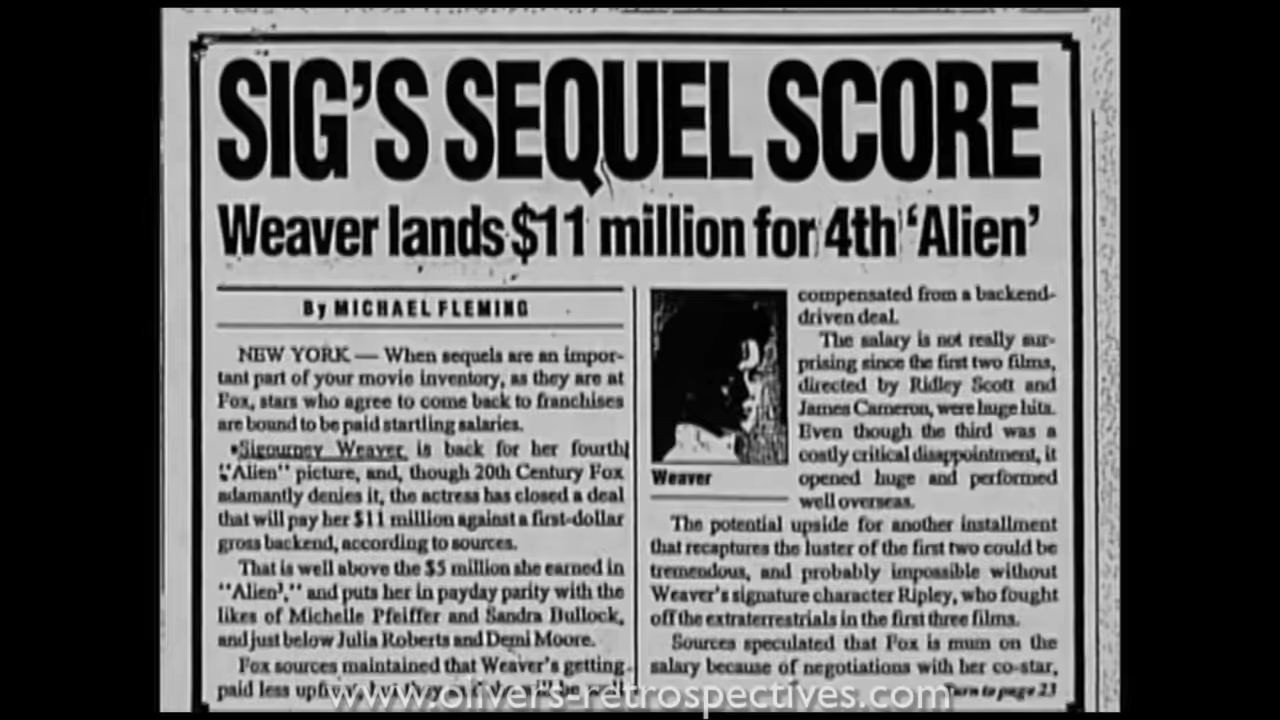 SIG'S SEQUEL SCORE
Weaver lands $11 million for 4th 'Alien'
By MICHAEL FLEMING
NEW YORK — When sequels are an impor-
tant part of your movie inventory, as they are at
Fox, stars who agree to come back to franchises
are bound to be paid startling salaries.
•Sigourney Weaver is back for her fourth
"Alien" picture, and, though 20th Century Fox
adamantly denies it, the actress has closed a deal
that will pay her $11 million against a first-dollar
gross backend, according to sources.
That is well above the $5 million she earned in
"Alien³," and puts her in payday parity with the
likes of Michelle Pfeiffer and Sandra Bullock,
and just below Julia Roberts and Demi Moore.
Fox sources maintained that Weaver's getting
paid less upfront, but
Weaver
compensated from a backend-
driven deal.
The salary is not really sur-
prising since the first two films,
directed by Ridley Scott and
James Cameron, were huge hits.
Even though the third was a
costly critical disappointment, it
opened huge and performed
well overseas.
The potential upside for another installment
that recaptures the luster of the first two could be
tremendous, and probably impossible without
Weaver's signature character Ripley, who fought
off the extraterrestrials in the first three films.
Sources speculated that Fox is mum on the
salary because of negotiations with her co-star,
Turn to page 23
www.olivers-retrospectives.com